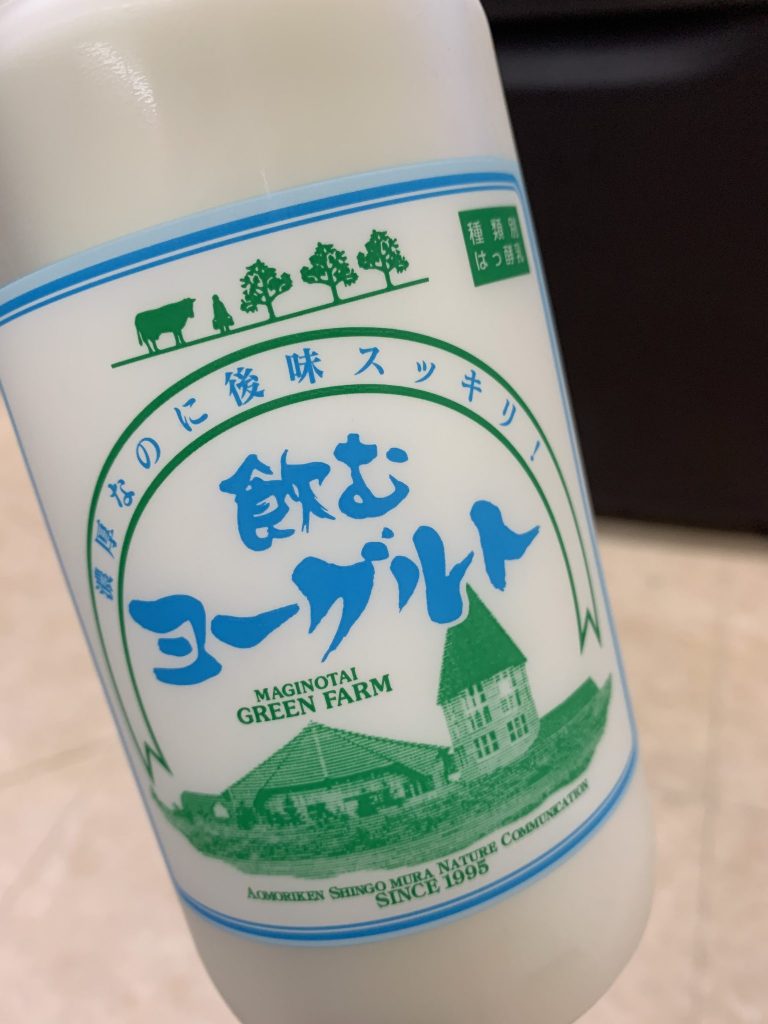 種類別
はっ酵乳
濃厚なのに後味スッキリ!
飲む
ヨーグルト
MAGINOTAI
GREEN FARM
AOMORIKEN SHINGO MURA NATURE COMMUNICATION
SINCE 1995